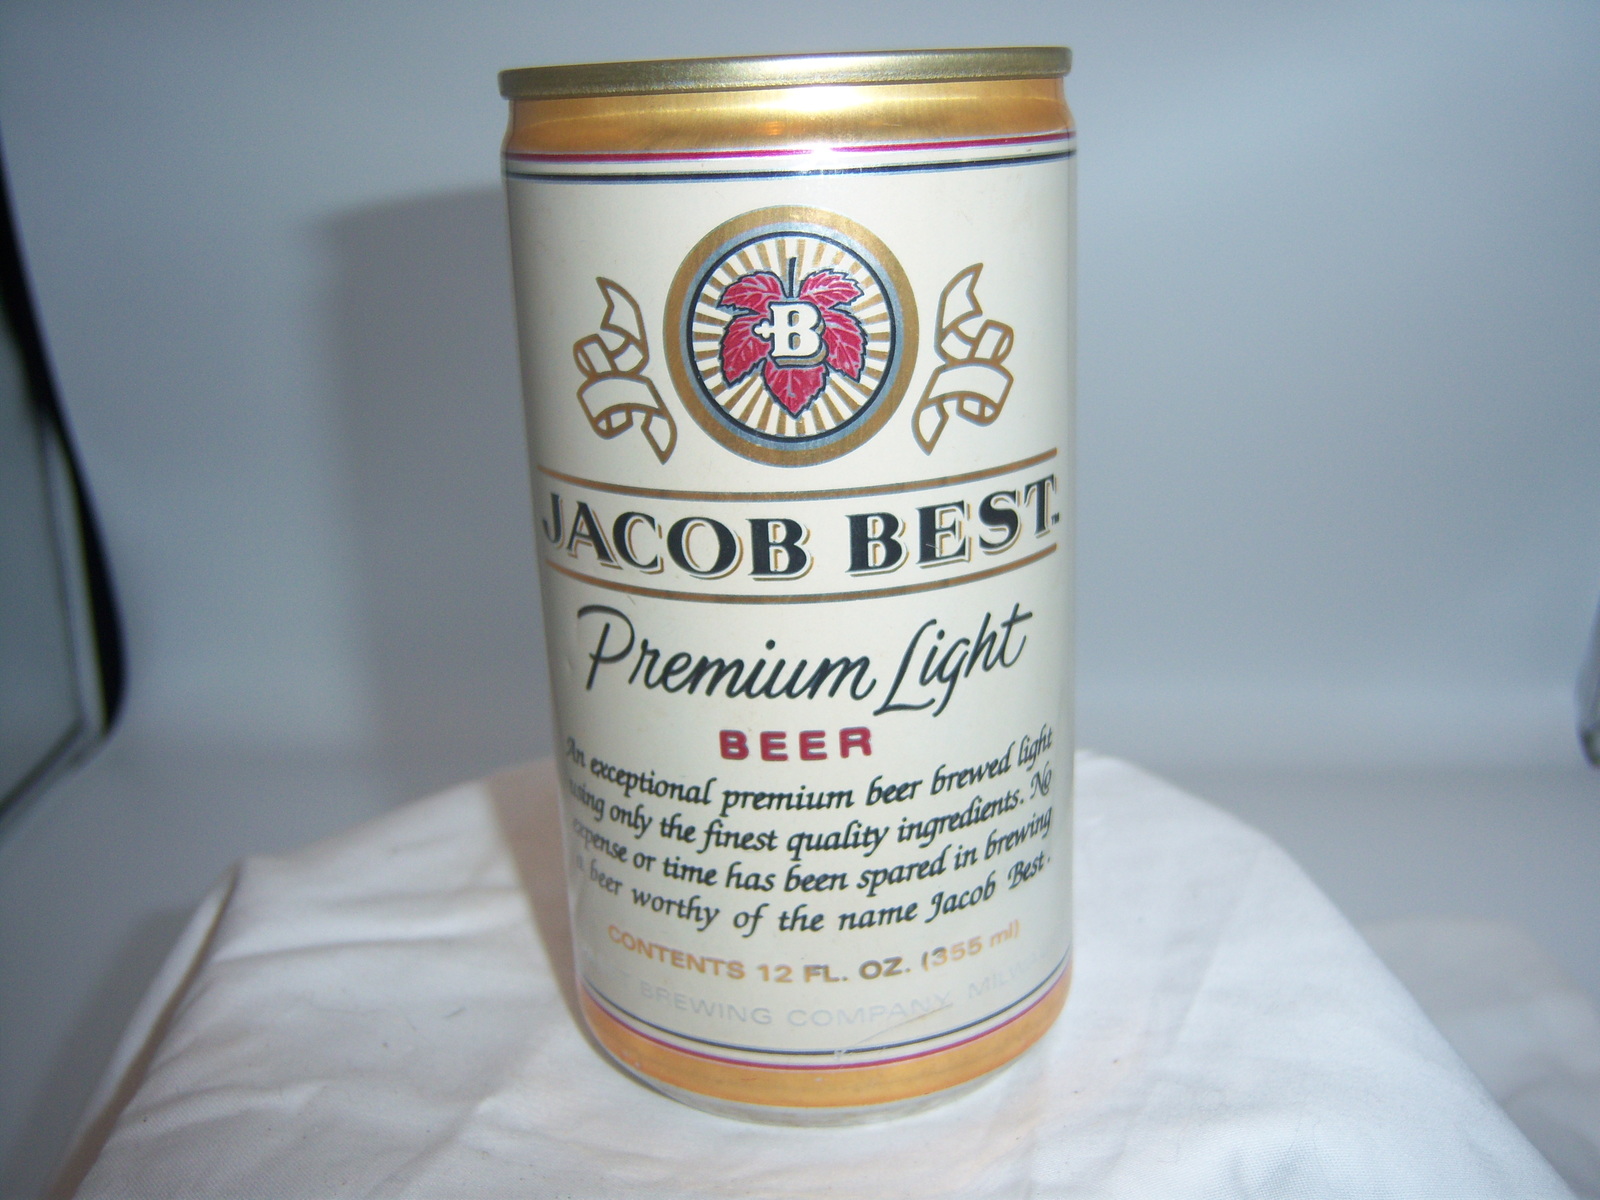 B
JACOB BEST™
Premium Light
BEER
An exceptional premium beer brewed light
using only the finest quality ingredients. No
expense or time has been spared in brewing
a beer worthy of the name Jacob Best.
CONTENTS 12 FL. OZ. (355 ml)
BREWING COMPANY,